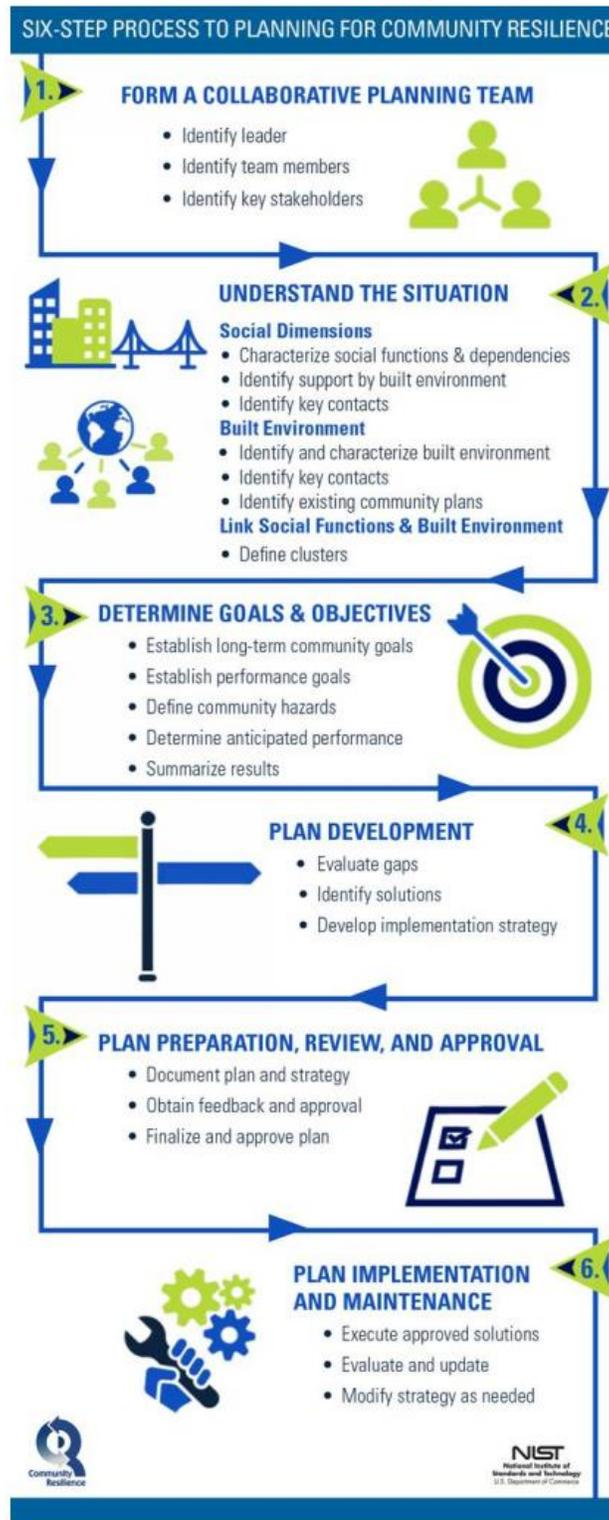 SIX-STEP PROCESS TO PLANNING FOR COMMUNITY RESILIENCE
1.
FORM A COLLABORATIVE PLANNING TEAM
• Identify leader
• Identify team members
• Identify key stakeholders
2.
UNDERSTAND THE SITUATION
Social Dimensions
• Characterize social functions & dependencies
• Identify support by built environment
• Identify key contacts
Built Environment
• Identify and characterize built environment
• Identify key contacts
• Identify existing community plans
Link Social Functions & Built Environment
• Define clusters
3.
DETERMINE GOALS & OBJECTIVES
• Establish long-term community goals
• Establish performance goals
• Define community hazards
• Determine anticipated performance
• Summarize results
4.
PLAN DEVELOPMENT
• Evaluate gaps
• Identify solutions
• Develop implementation strategy
5.
PLAN PREPARATION, REVIEW, AND APPROVAL
• Document plan and strategy
• Obtain feedback and approval
• Finalize and approve plan
6.
PLAN IMPLEMENTATION
AND MAINTENANCE
• Execute approved solutions
• Evaluate and update
• Modify strategy as needed
Community
Resilience
NIST
National Institute of
Standards and Technology
U.S. Department of Commerce